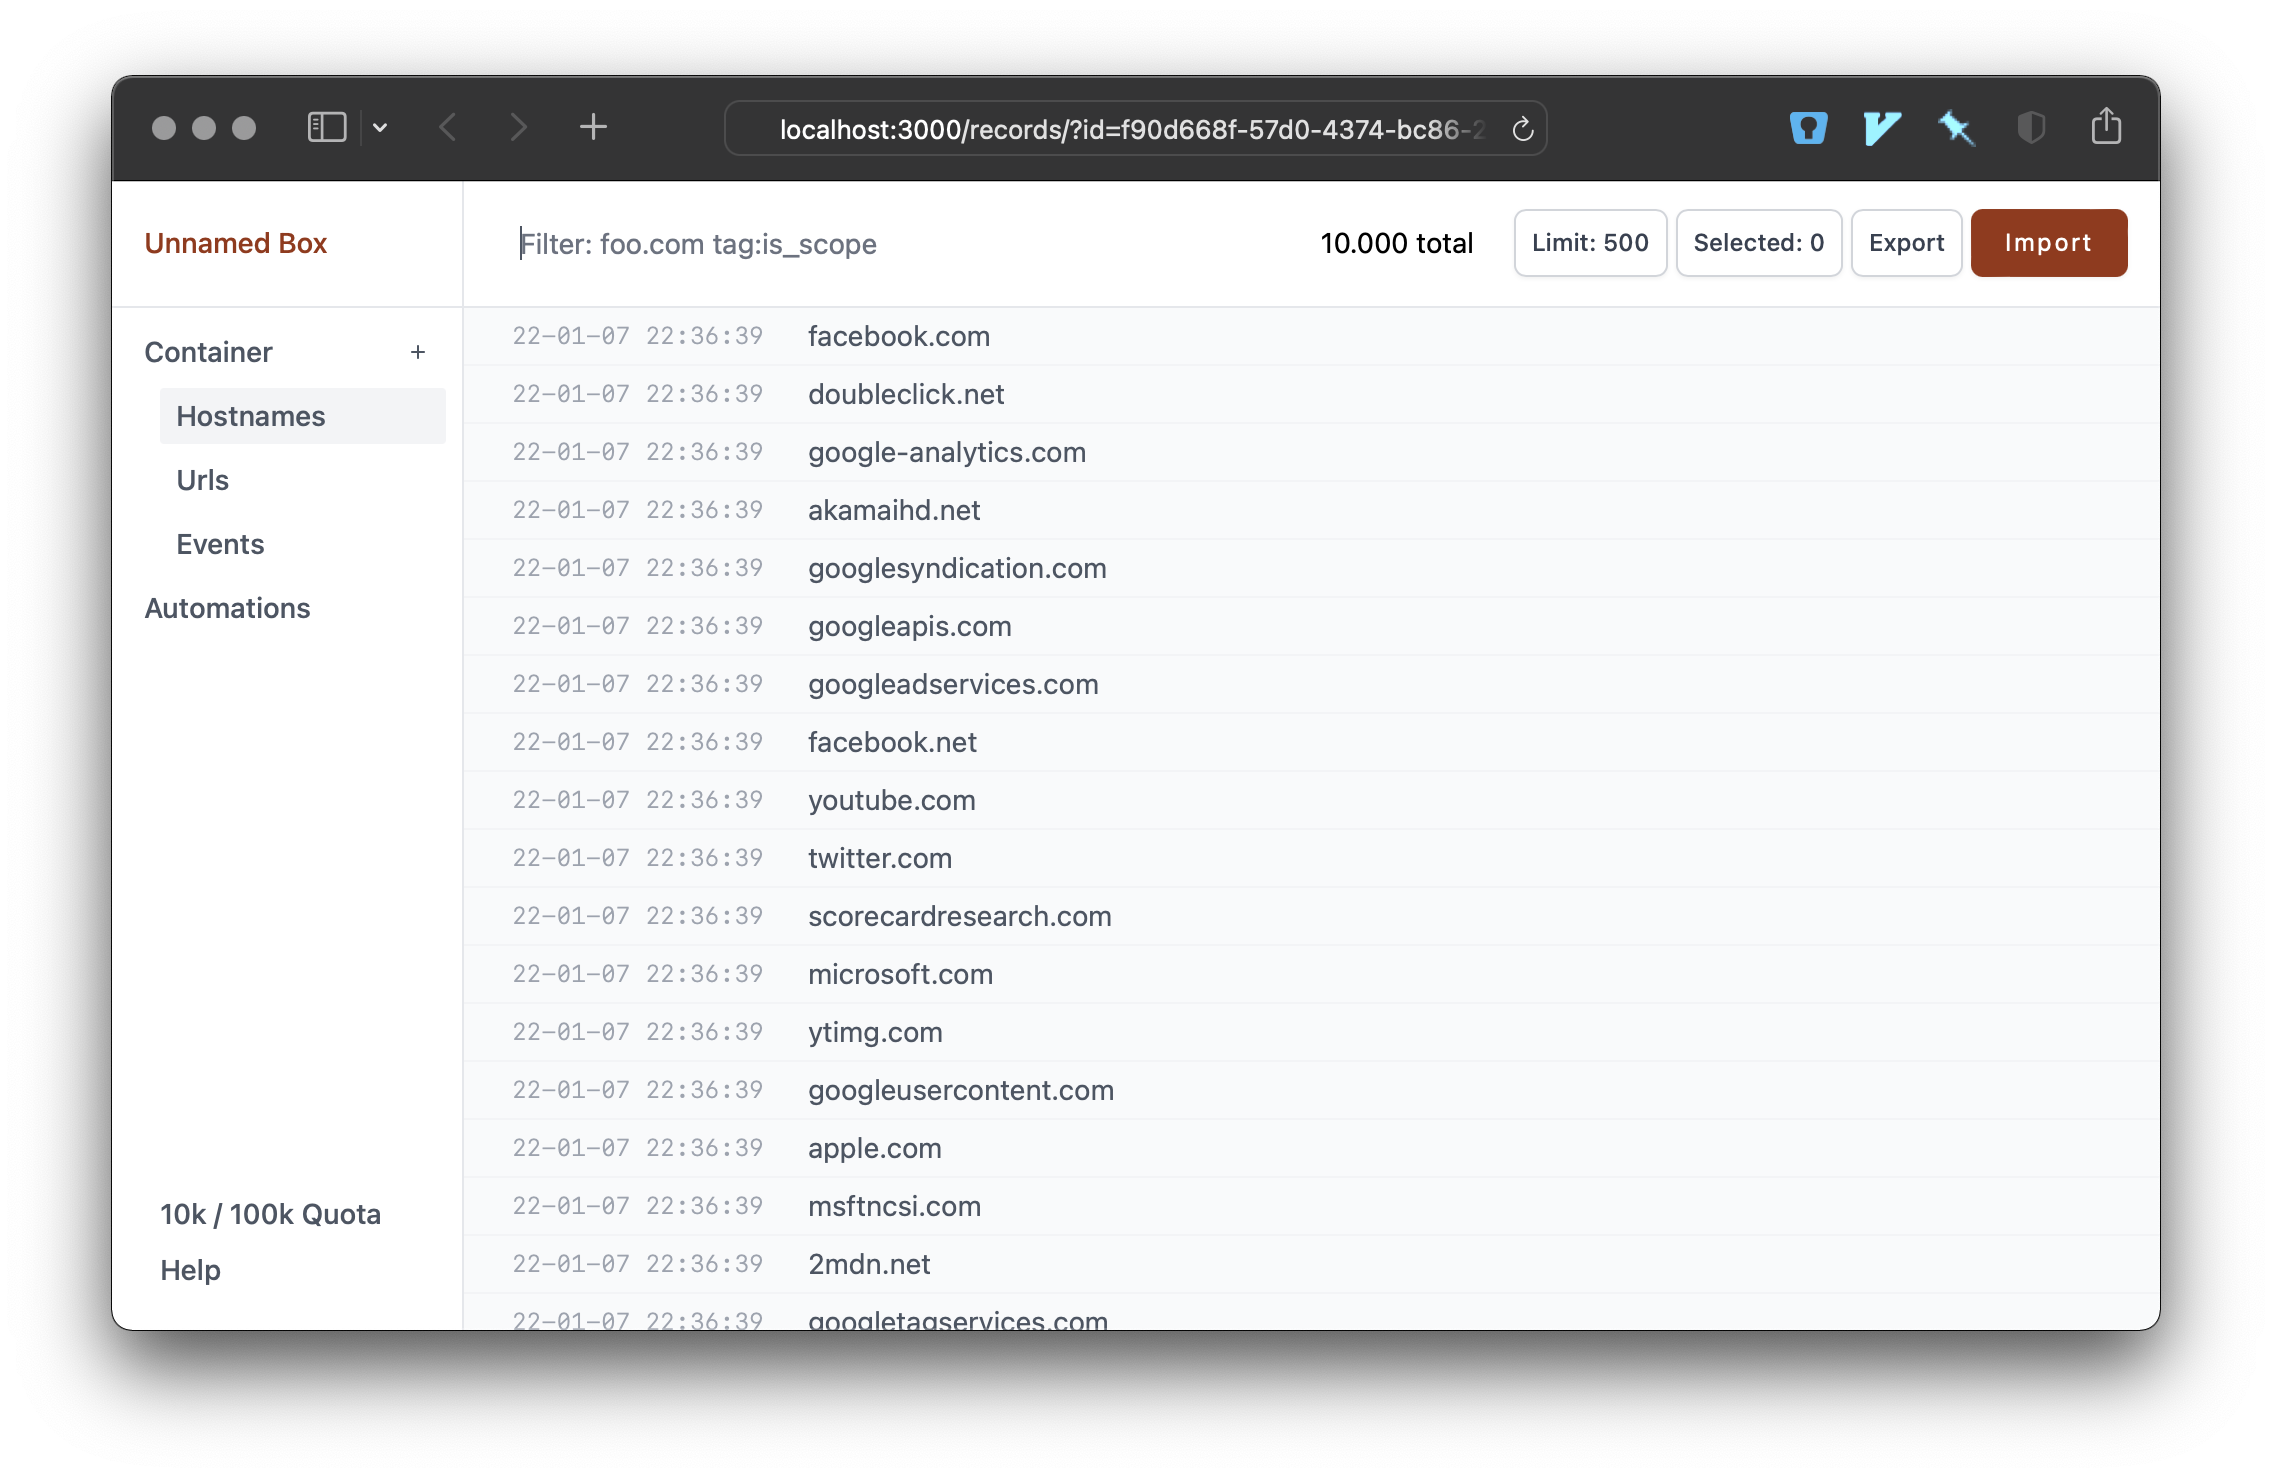 localhost:3000/records/?id=f90d668f-57d0-4374-bc86-2
Unnamed Box
Filter: foo.com tag:is_scope
10.000 total
Limit: 500
Selected: 0
Export
Import
Container +
Hostnames
Urls
Events
Automations
10k / 100k Quota
Help
22-01-07 22:36:39 facebook.com
22-01-07 22:36:39 doubleclick.net
22-01-07 22:36:39 google-analytics.com
22-01-07 22:36:39 akamaihd.net
22-01-07 22:36:39 googlesyndication.com
22-01-07 22:36:39 googleapis.com
22-01-07 22:36:39 googleadservices.com
22-01-07 22:36:39 facebook.net
22-01-07 22:36:39 youtube.com
22-01-07 22:36:39 twitter.com
22-01-07 22:36:39 scorecardresearch.com
22-01-07 22:36:39 microsoft.com
22-01-07 22:36:39 ytimg.com
22-01-07 22:36:39 googleusercontent.com
22-01-07 22:36:39 apple.com
22-01-07 22:36:39 msftncsi.com
22-01-07 22:36:39 2mdn.net
22-01-07 22:36:39 googletagservices.com